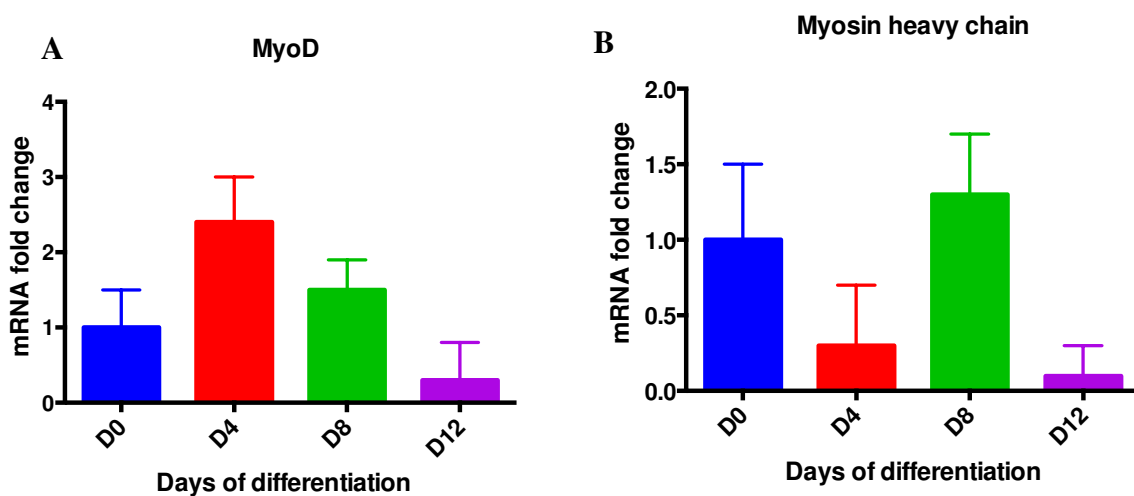 A
MyoD
mRNA fold change
4
3
2
1
0
D0
D4
D8
D12
Days of differentiation
B
Myosin heavy chain
mRNA fold change
2.0
1.5
1.0
0.5
0.0
D0
D4
D8
D12
Days of differentiation